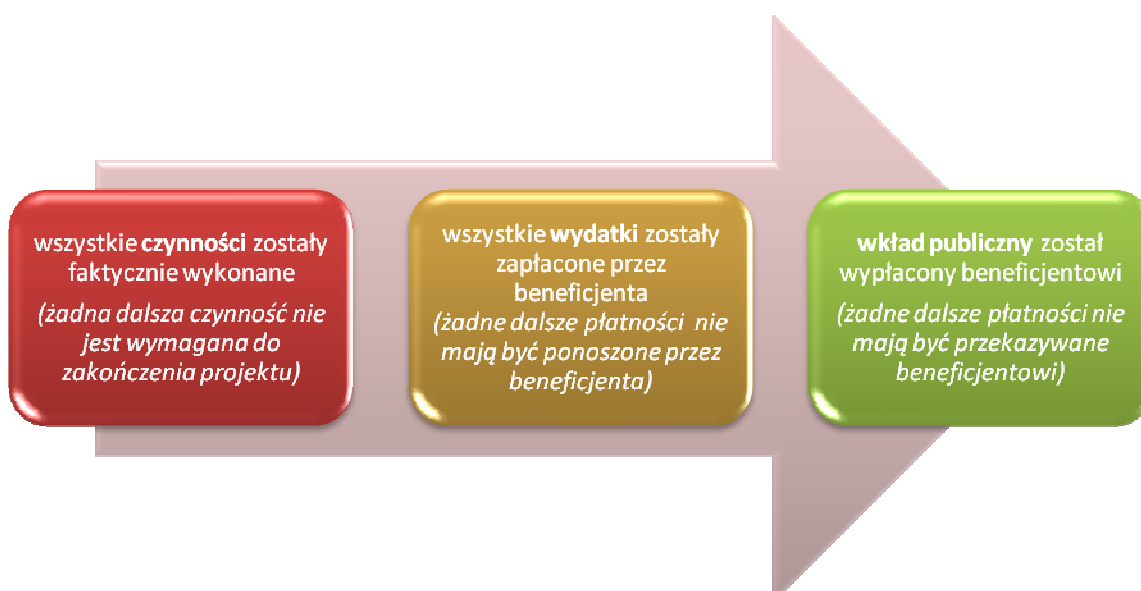 wszystkie czynności zostały
faktycznie wykonane
(żadna dalsza czynność nie
jest wymagana do
zakończenia projektu)
wszystkie wydatki zostały
zapłacone przez
beneficjenta
(żadne dalsze płatności nie
mają być ponoszone przez
beneficjenta)
wkład publiczny został
wypłacony beneficjentowi
(żadne dalsze płatności nie
mają być przekazywane
beneficjentowi)